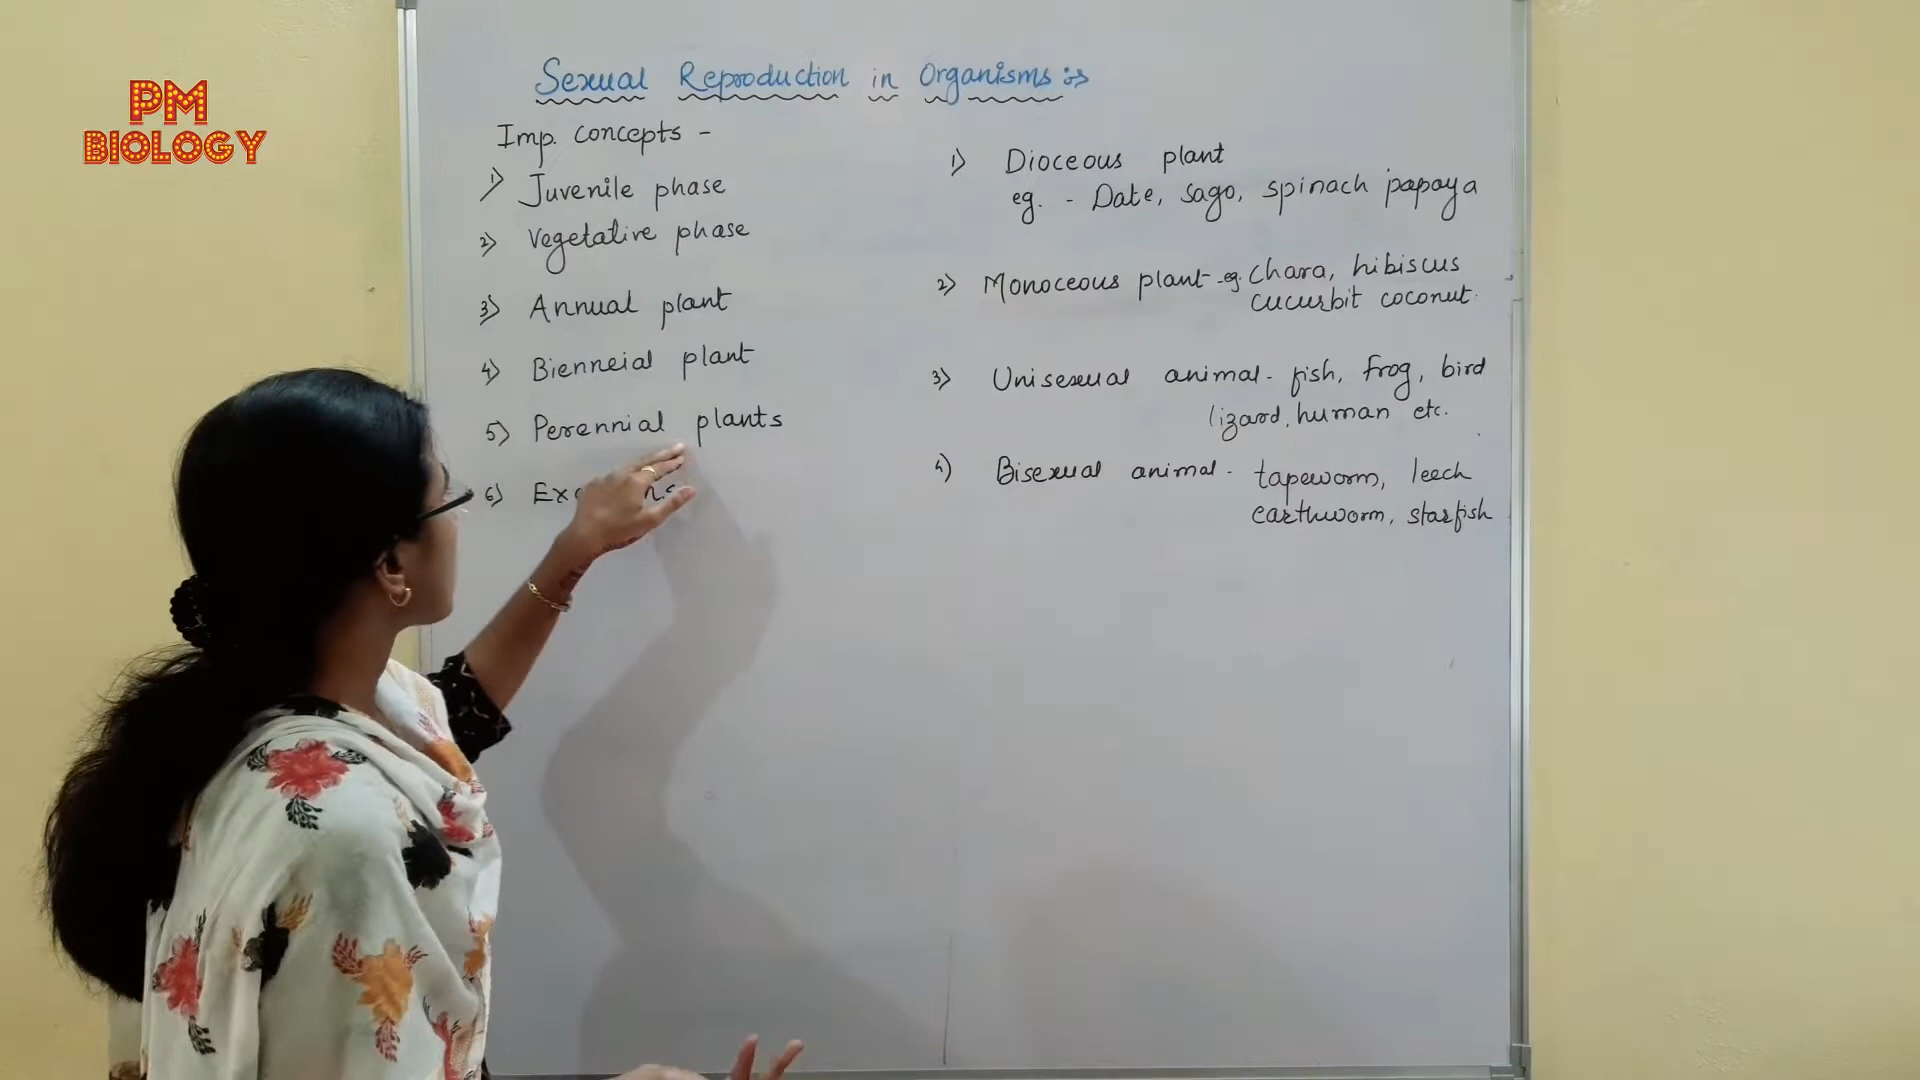 PM
BIOLOGY
Sexual Reproduction in Organisms :-
Imp. concepts -
1) Juvenile phase
2) Vegetative phase
3) Annual plant
4) Bienneial plant
5) Perennial plants
6)
1) Dioceous plant
eg. - Date, sago, spinach papaya
2) Monoceous plant - eg. chara, hibiscus
cucurbit coconut.
3) Unisexual animal - fish, frog, bird
lizard, human etc.
4) Bisexual animal - tapeworm, leech
earthworm, starfish